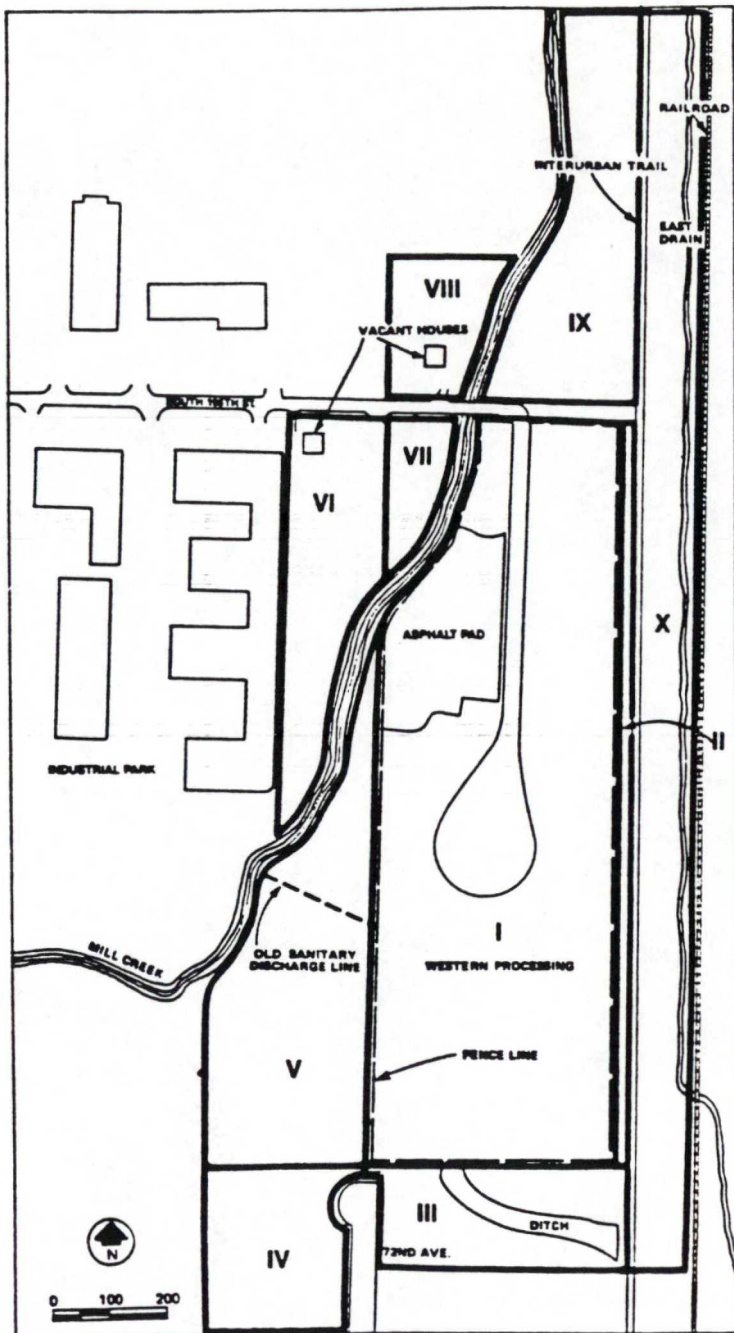 RAILROAD
INTERURBAN TRAIL
EAST
DRAIN
VIII
IX
VACANT HOUSES
VII
VI
ASPHALT PAD
X
II
INDUSTRIAL PARK
I
MILL CREEK
OLD SANITARY
DISCHARGE LINE
WESTERN PROCESSING
FENCE LINE
V
III
DITCH
IV
72ND AVE.
N
0 100 200